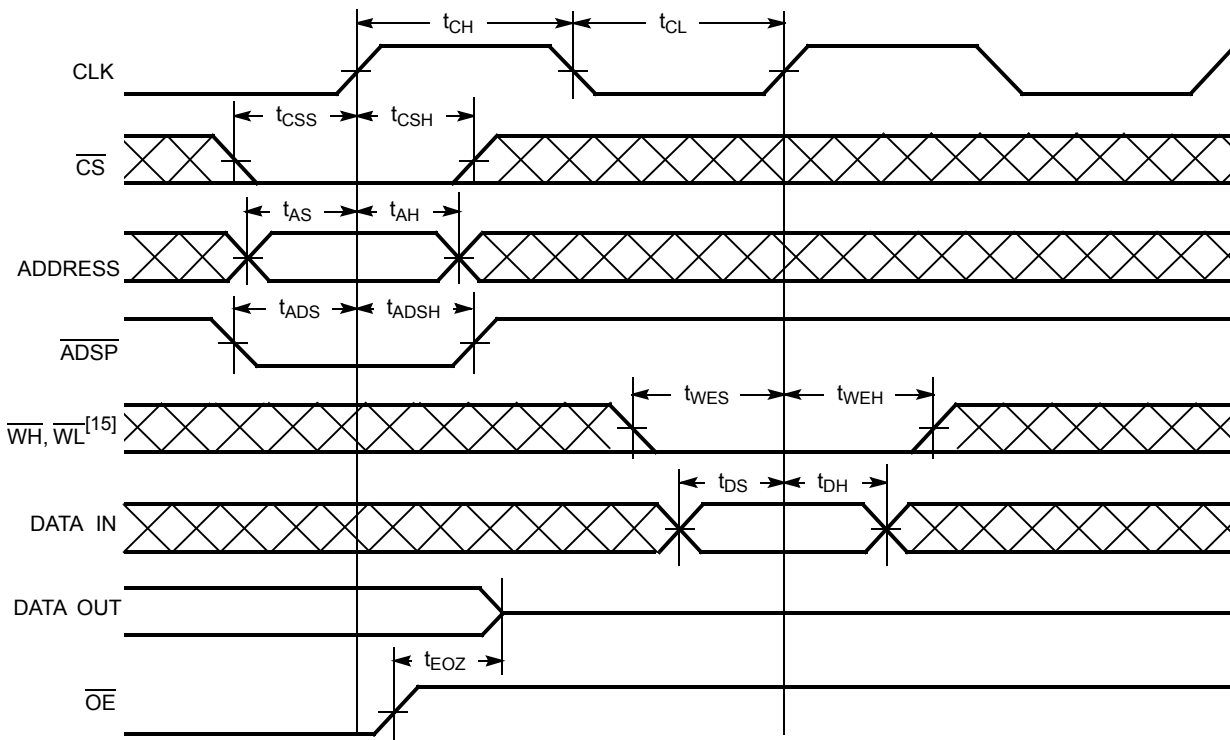 tCH tCL
CLK
tCSS tCSH
CS
tAS tAH
ADDRESS
tADS tADSH
ADSP
tWES tWEH
WH, WL[15]
tDS tDH
DATA IN
DATA OUT
tEOZ
OE